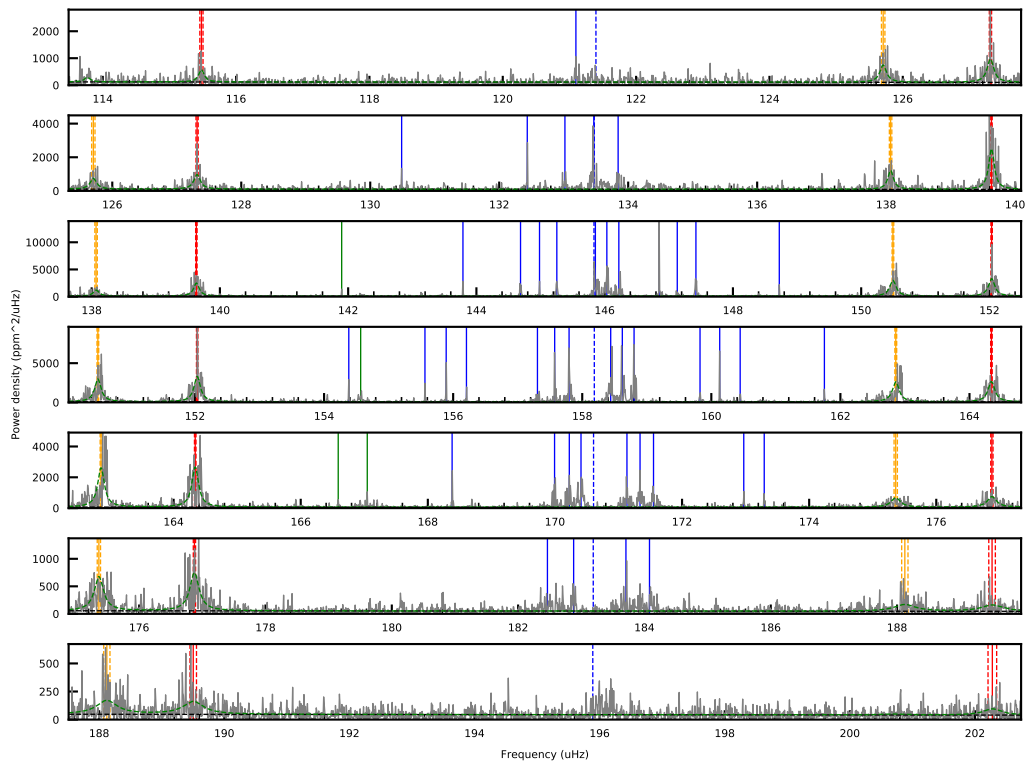 2000
1000
0
114 116 118 120 122 124 126
4000
2000
0
126 128 130 132 134 136 138 140
10000
5000
0
138 140 142 144 146 148 150 152
5000
0
152 154 156 158 160 162 164
4000
2000
0
164 166 168 170 172 174 176
1000
500
0
176 178 180 182 184 186 188
500
250
0
188 190 192 194 196 198 200 202
Power density (ppm^2/uHz)
Frequency (uHz)